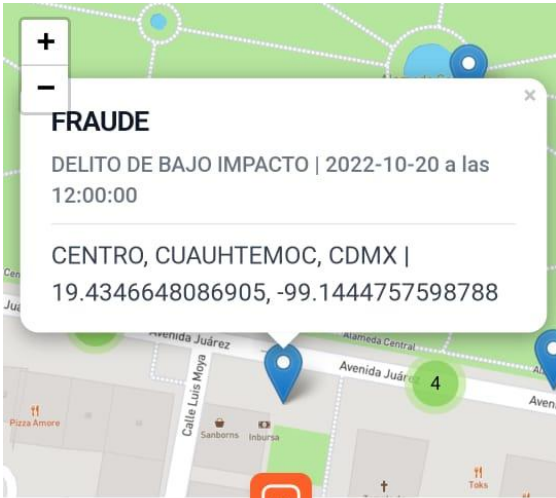 +
−
×
FRAUDE
DELITO DE BAJO IMPACTO | 2022-10-20 a las
12:00:00
CENTRO, CUAUHTEMOC, CDMX |
19.4346648086905, -99.1444757598788
Avenida Juárez
Alameda Central
Avenida Juárez
4
Calle Luis Moya
Pizza Amore
Sanborns
Inbursa
Toks